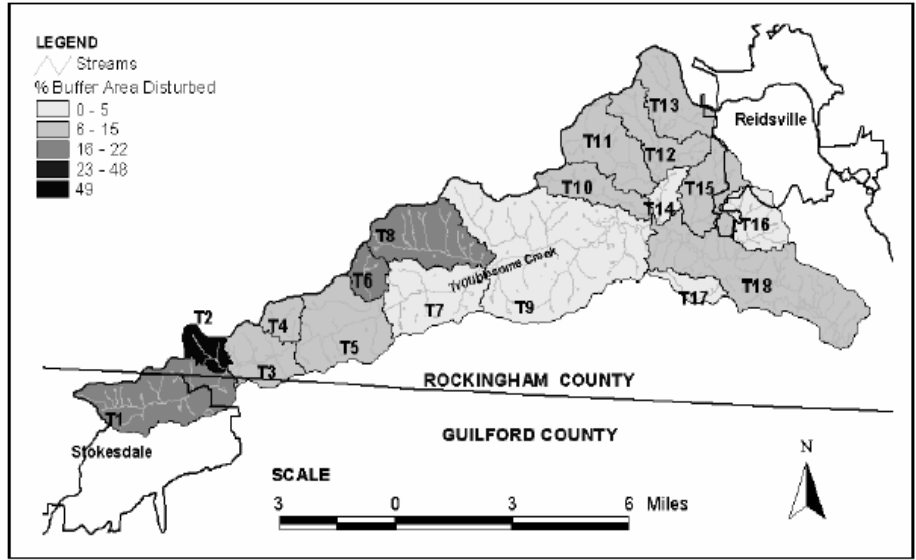 LEGEND
Streams
% Buffer Area Disturbed
0 - 5
6 - 15
16 - 22
23 - 48
49
T13
Reidsville
T11
T12
T10
T15
T14
T16
T8
Troublesome Creek
T6
T18
T17
T7
T9
T2
T4
T5
T3
ROCKINGHAM COUNTY
T1
GUILFORD COUNTY
Stokesdale
N
SCALE
3 0 3 6 Miles